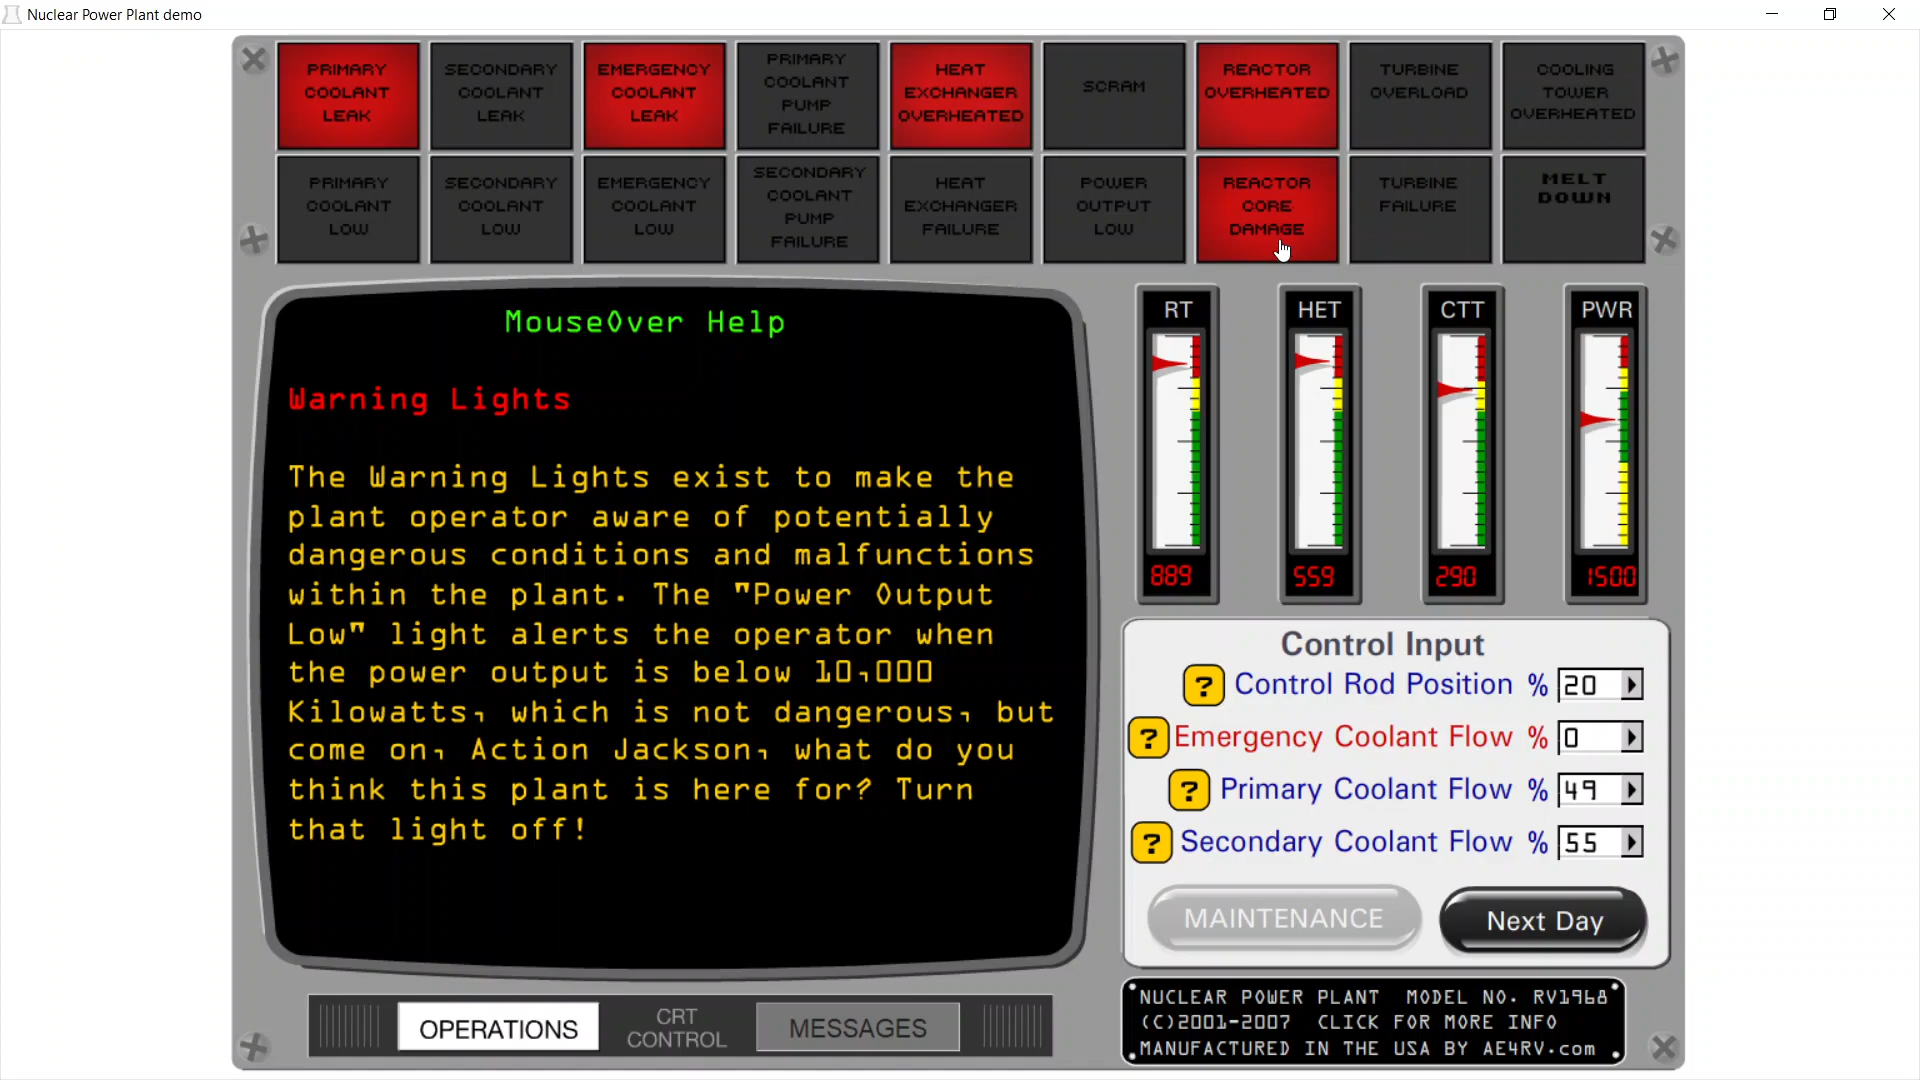 Nuclear Power Plant demo
PRIMARY
COOLANT
LEAK
SECONDARY
COOLANT
LEAK
EMERGENCY
COOLANT
LEAK
PRIMARY
COOLANT
PUMP
FAILURE
HEAT
EXCHANGER
OVERHEATED
SCRAM
REACTOR
OVERHEATED
TURBINE
OVERLOAD
COOLING
TOWER
OVERHEATED
PRIMARY
COOLANT
LOW
SECONDARY
COOLANT
LOW
EMERGENCY
COOLANT
LOW
SECONDARY
COOLANT
PUMP
FAILURE
HEAT
EXCHANGER
FAILURE
POWER
OUTPUT
LOW
REACTOR
CORE
DAMAGE
TURBINE
FAILURE
MELT
DOWN
MouseOver Help
Warning Lights
The Warning Lights exist to make the
plant operator aware of potentially
dangerous conditions and malfunctions
within the plant. The "Power Output
Low" light alerts the operator when
the power output is below 10,000
Kilowatts, which is not dangerous, but
come on, Action Jackson, what do you
think this plant is here for? Turn
that light off!
RT
889
HET
559
CTT
290
PWR
1500
Control Input
? Control Rod Position % 20
? Emergency Coolant Flow % 0
? Primary Coolant Flow % 49
? Secondary Coolant Flow % 55
MAINTENANCE
Next Day
OPERATIONS
CRT
CONTROL
MESSAGES
NUCLEAR POWER PLANT MODEL NO. RV1968
(C)2001-2007 CLICK FOR MORE INFO
MANUFACTURED IN THE USA BY AE4RV.com